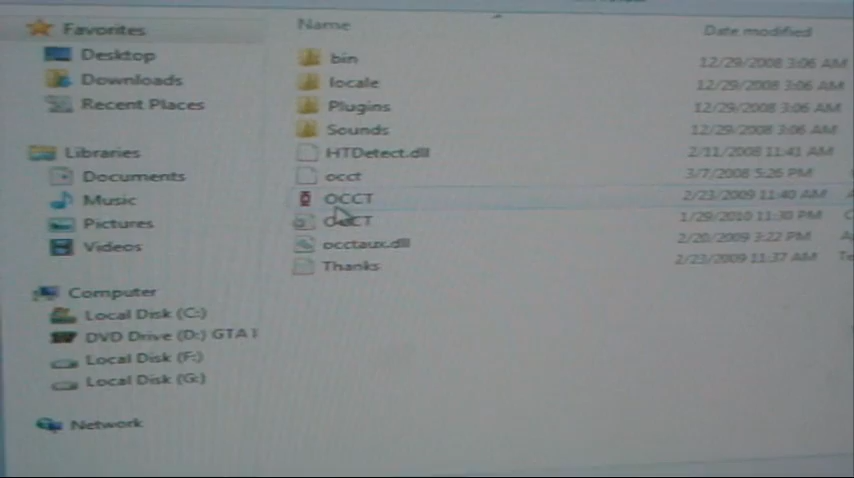 Favorites
Desktop
Downloads
Recent Places
Libraries
Documents
Music
Pictures
Videos
Computer
Local Disk (C:)
DVD Drive (D:) GTA
Local Disk (F:)
Local Disk (G:)
Network
Name Date modified
bin 12/29/2008 3:06 AM
locale 12/29/2008 3:06 AM
Plugins 12/29/2008 3:06 AM
Sounds 12/29/2008 3:06 AM
HTDetect.dll 2/11/2008 11:41 AM
occt 3/7/2008 5:26 PM
OCCT 2/23/2009 11:40 AM
OCCT 1/29/2010 11:30 PM
occtaux.dll 2/20/2009 3:22 PM
Thanks 2/23/2009 11:37 AM